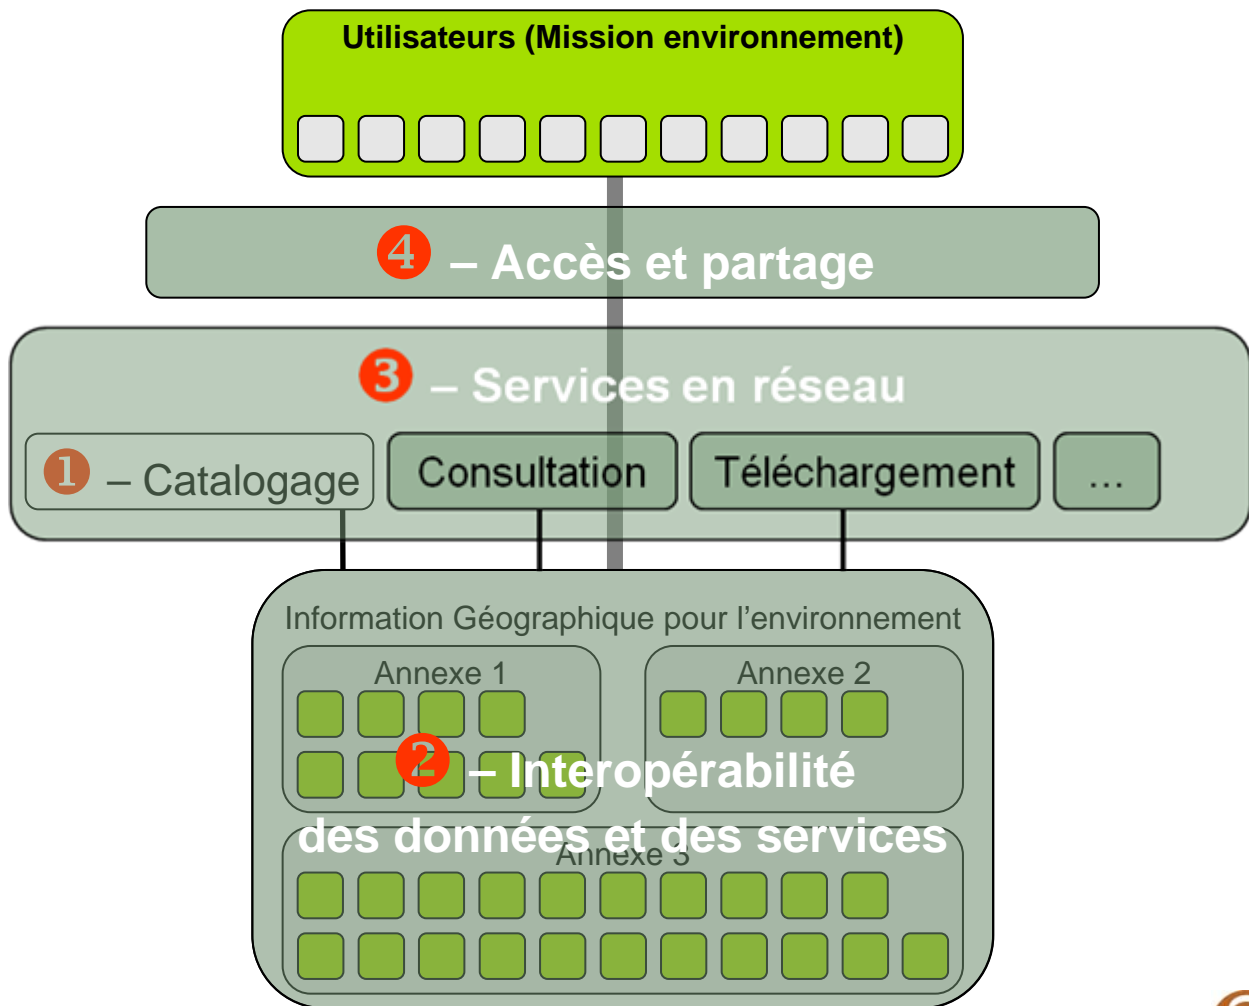 Utilisateurs (Mission environnement)
4 – Accès et partage
3 – Services en réseau
1 – Catalogage
Consultation
Téléchargement
...
Information Géographique pour l'environnement
Annexe 1
Annexe 2
2 – Interopérabilité
des données et des services
Annexe 3